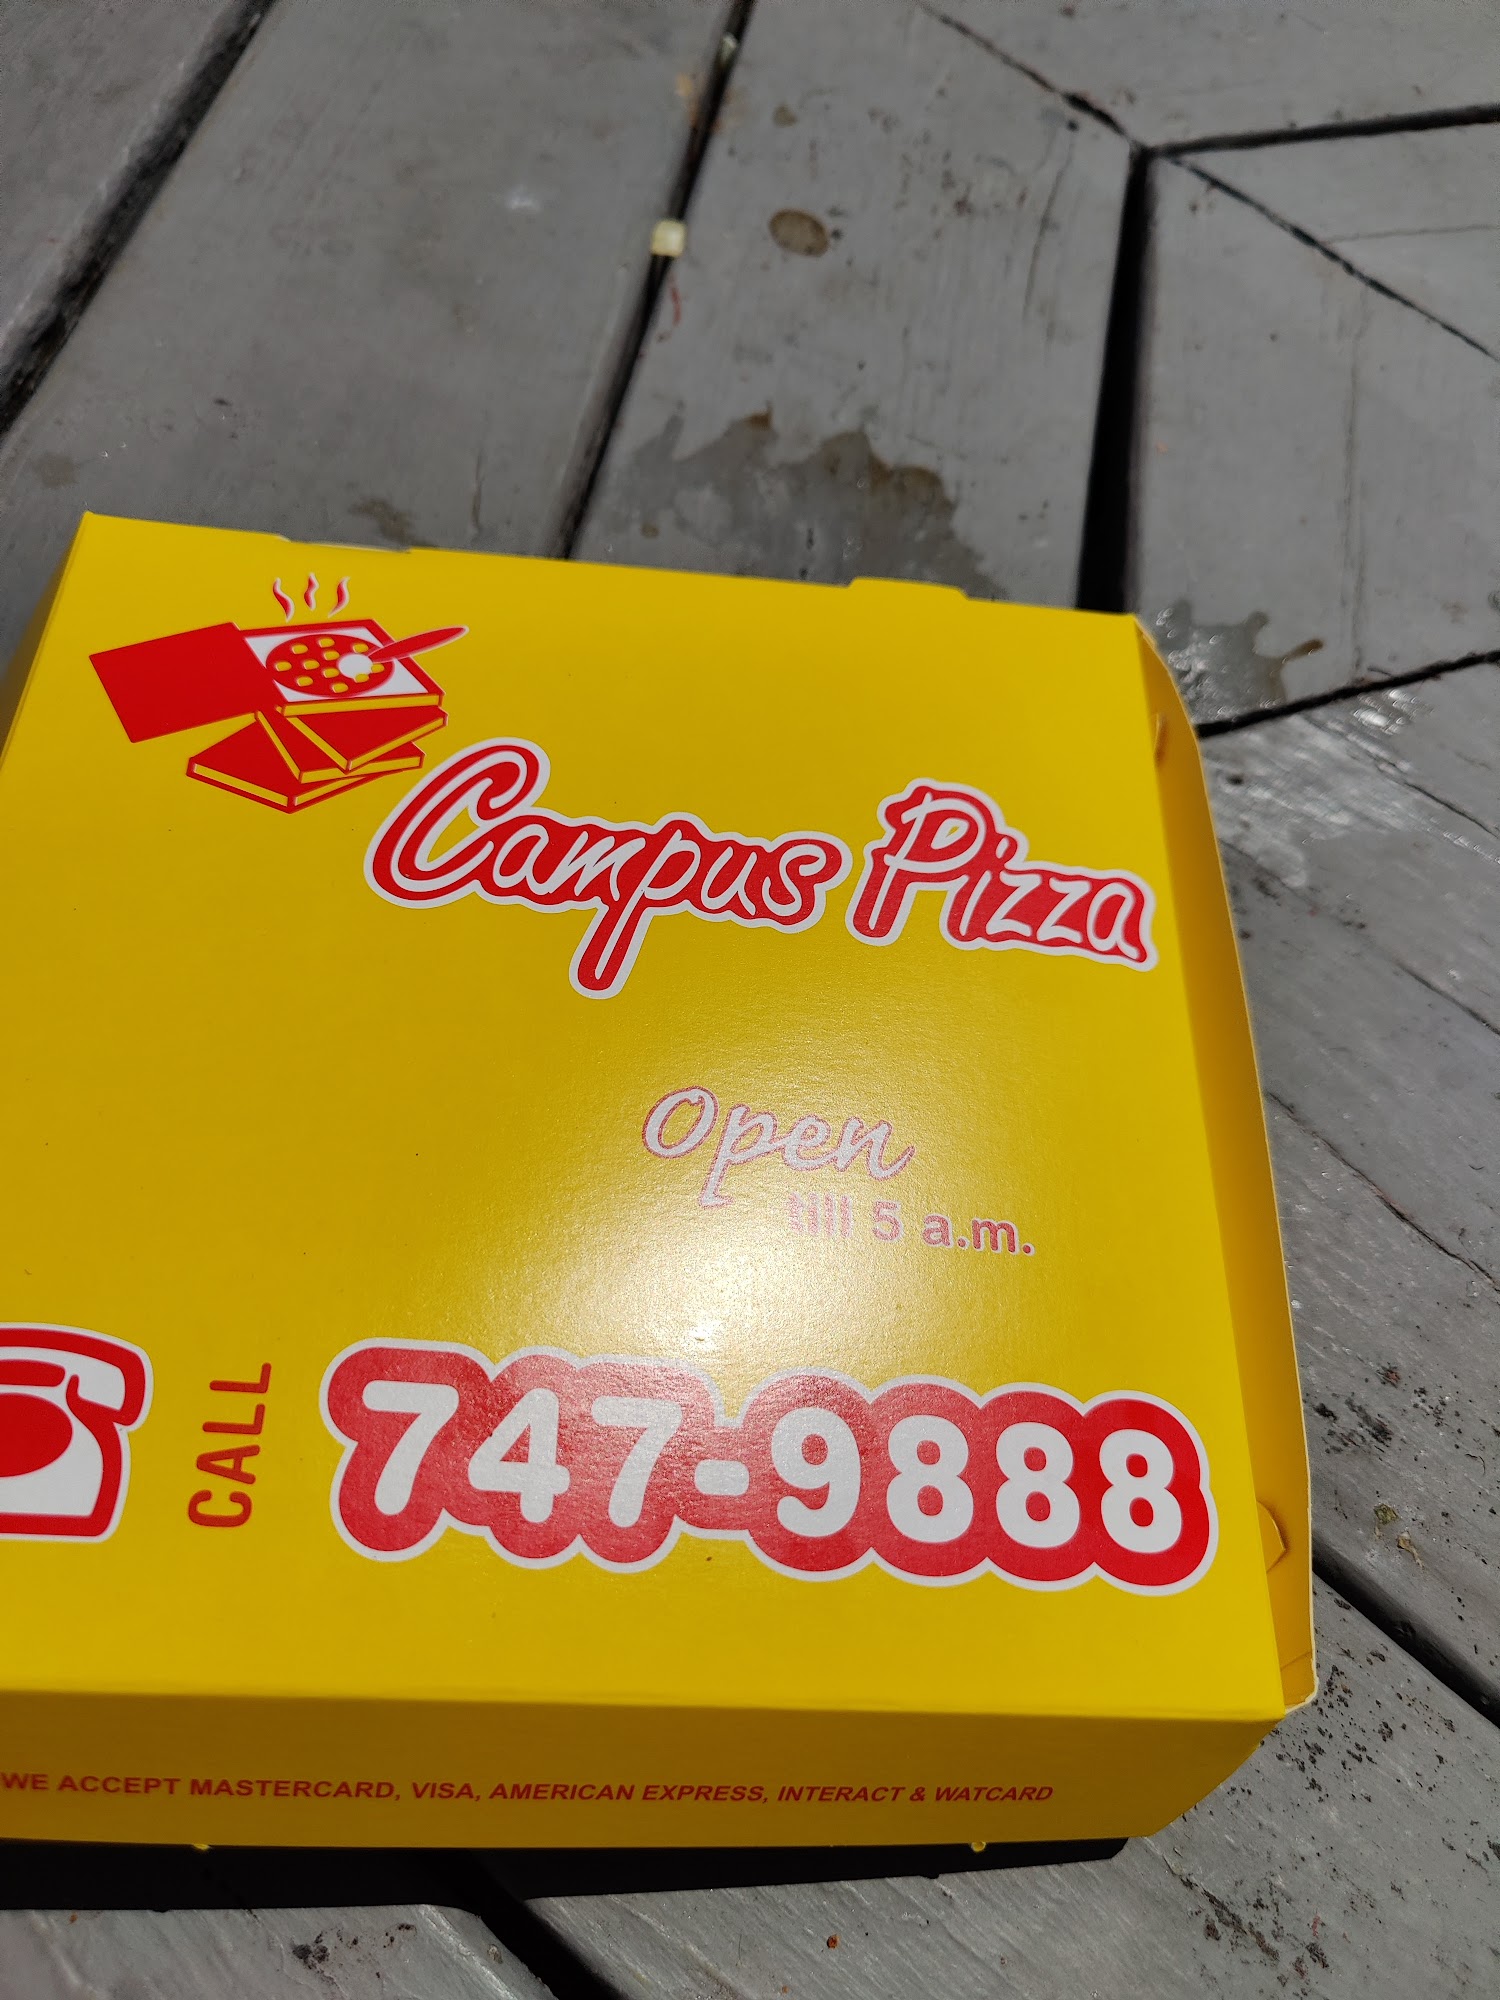 Campus Pizza
Open
till 5 a.m.
CALL
747-9888
WE ACCEPT MASTERCARD, VISA, AMERICAN EXPRESS, INTERACT & WATCARD